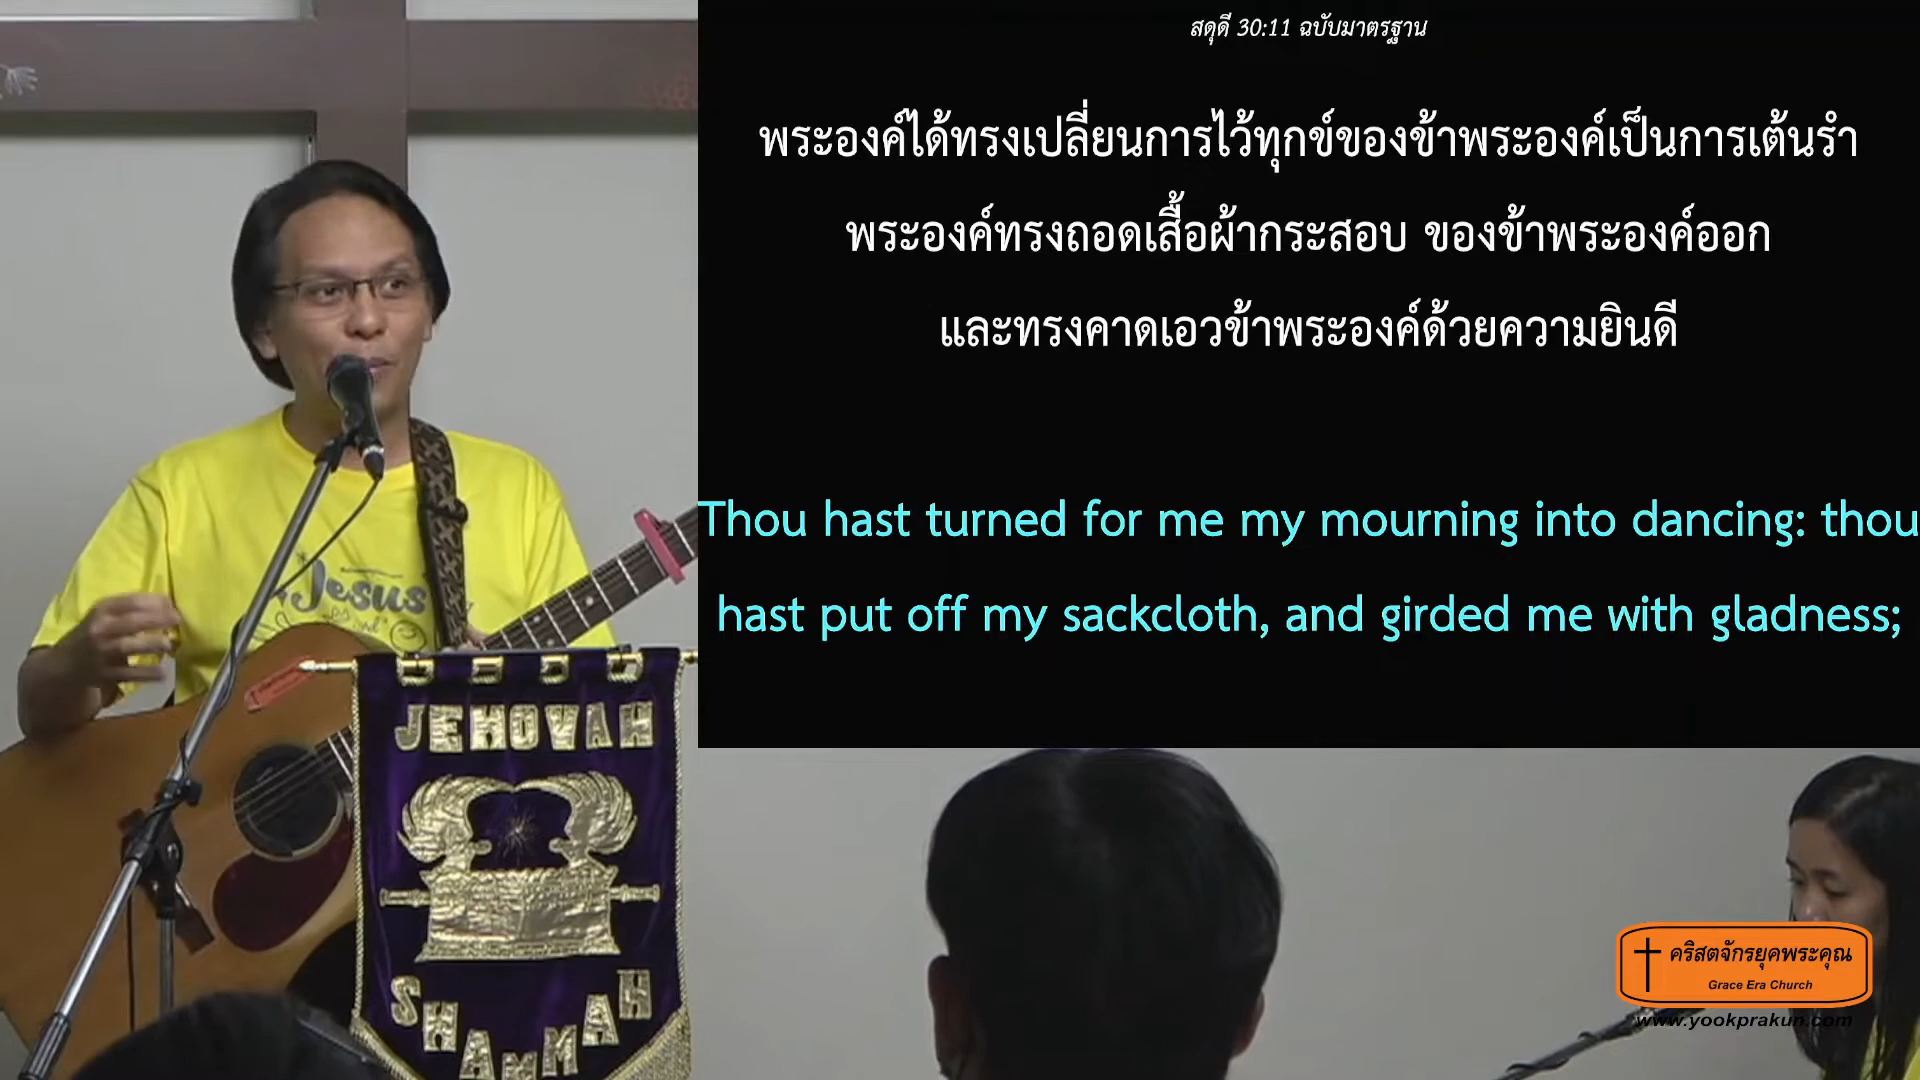 สดุดี 30:11 ฉบับมาตรฐาน
พระองค์ได้ทรงเปลี่ยนการไว้ทุกข์ของข้าพระองค์เป็นการเต้นรำ
พระองค์ทรงถอดเสื้อผ้ากระสอบ ของข้าพระองค์ออก
และทรงคาดเอวข้าพระองค์ด้วยความยินดี
Thou hast turned for me my mourning into dancing: thou
hast put off my sackcloth, and girded me with gladness;
Jesus
JEHOVAH
SHAMMAH
คริสตจักรยุคพระคุณ
Grace Era Church
www.yookprakun.com